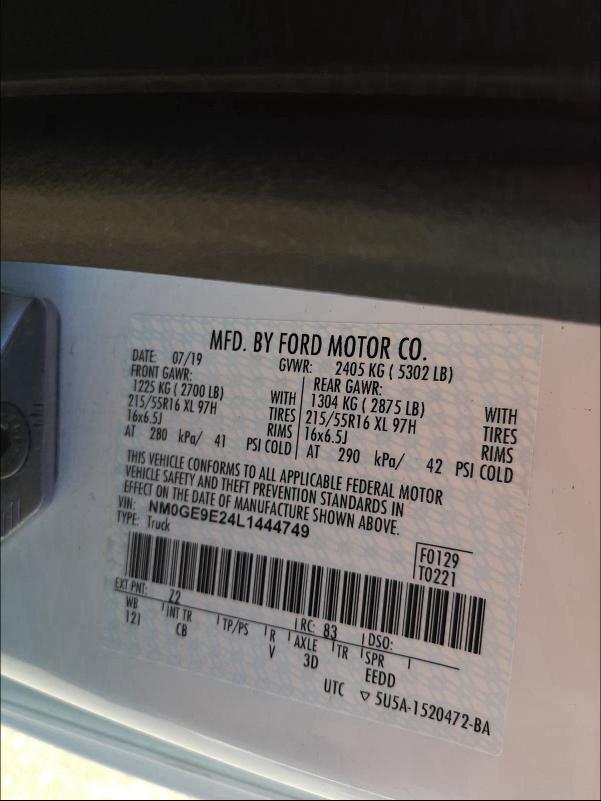 MFD. BY FORD MOTOR CO.
DATE: 07/19 GVWR: 2405 KG ( 5302 LB)
FRONT GAWR: REAR GAWR:
1225 KG ( 2700 LB) WITH 1304 KG ( 2875 LB) WITH
215/55R16 XL 97H TIRES 215/55R16 XL 97H TIRES
16x6.5J RIMS 16x6.5J RIMS
AT 280 kPa/ 41 PSI COLD AT 290 kPa/ 42 PSI COLD
THIS VEHICLE CONFORMS TO ALL APPLICABLE FEDERAL MOTOR
VEHICLE SAFETY AND THEFT PREVENTION STANDARDS IN
EFFECT ON THE DATE OF MANUFACTURE SHOWN ABOVE.
VIN: NM0GE9E24L1444749
TYPE: Truck
F0129
T0221
EXT PNT: Z2 RC: 83 DSO:
WB INT TR TP/PS R AXLE TR SPR
121 CB V 3D EEDD
UTC ▽ 5U5A-1520472-BA